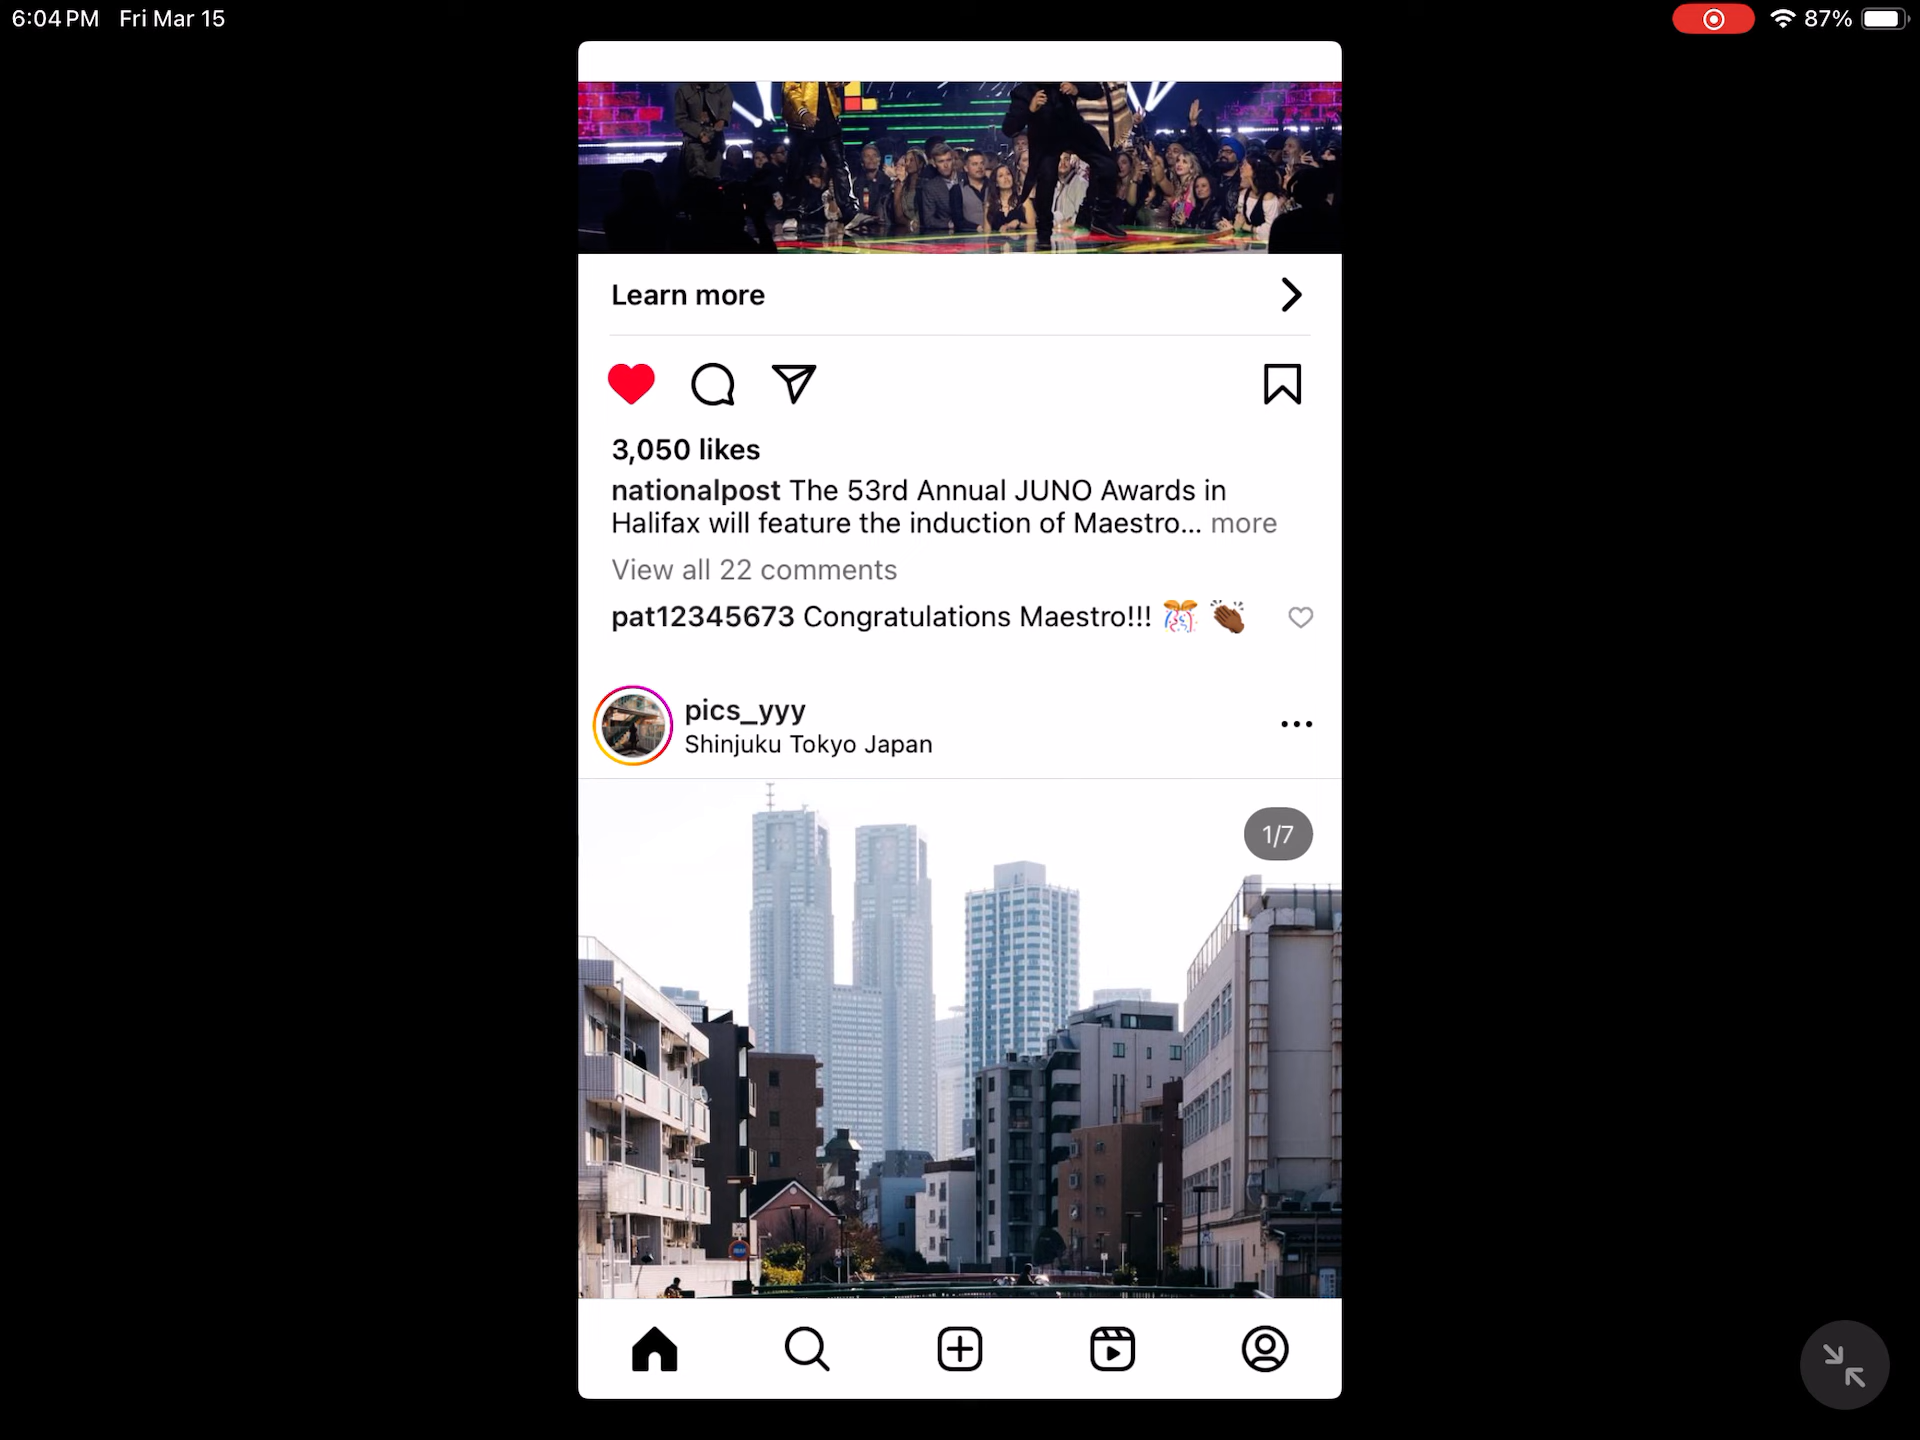 6:04 PM Fri Mar 15
87%
Learn more
3,050 likes
nationalpost The 53rd Annual JUNO Awards in
Halifax will feature the induction of Maestro... more
View all 22 comments
pat12345673 Congratulations Maestro!!! 🎊 👏🏾
pics_yyy
Shinjuku Tokyo Japan
1/7